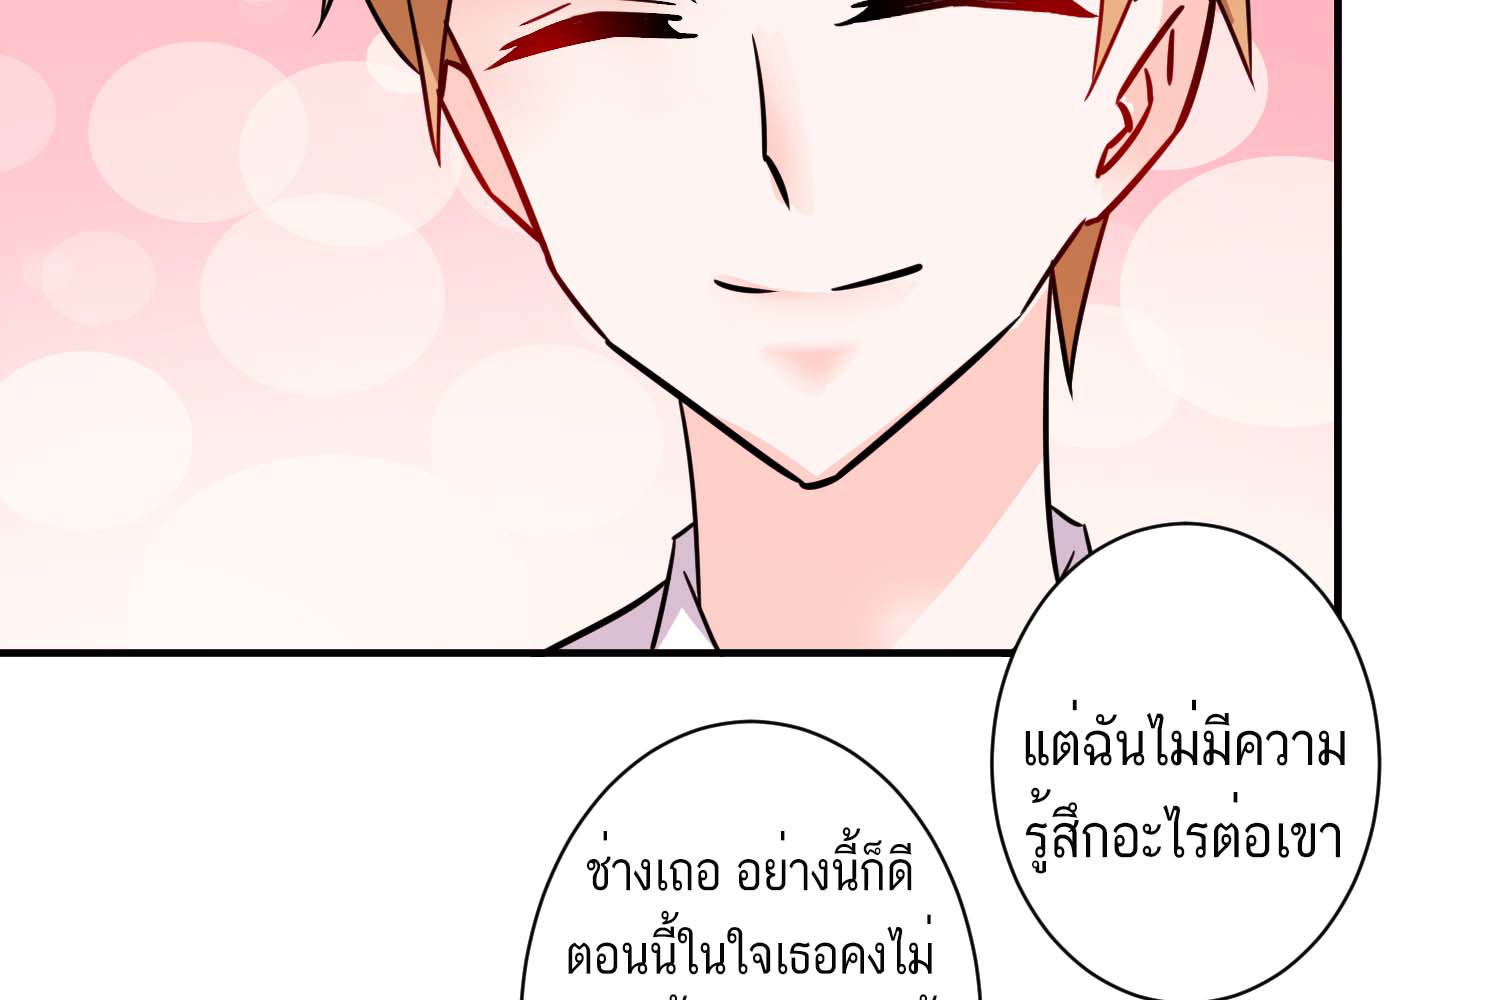 แต่ฉันไม่มีความ
รู้สึกอะไรต่อเขา
ช่างเถอ อย่างนี้ก็ดี
ตอนนี้ในใจเธอคงไม่